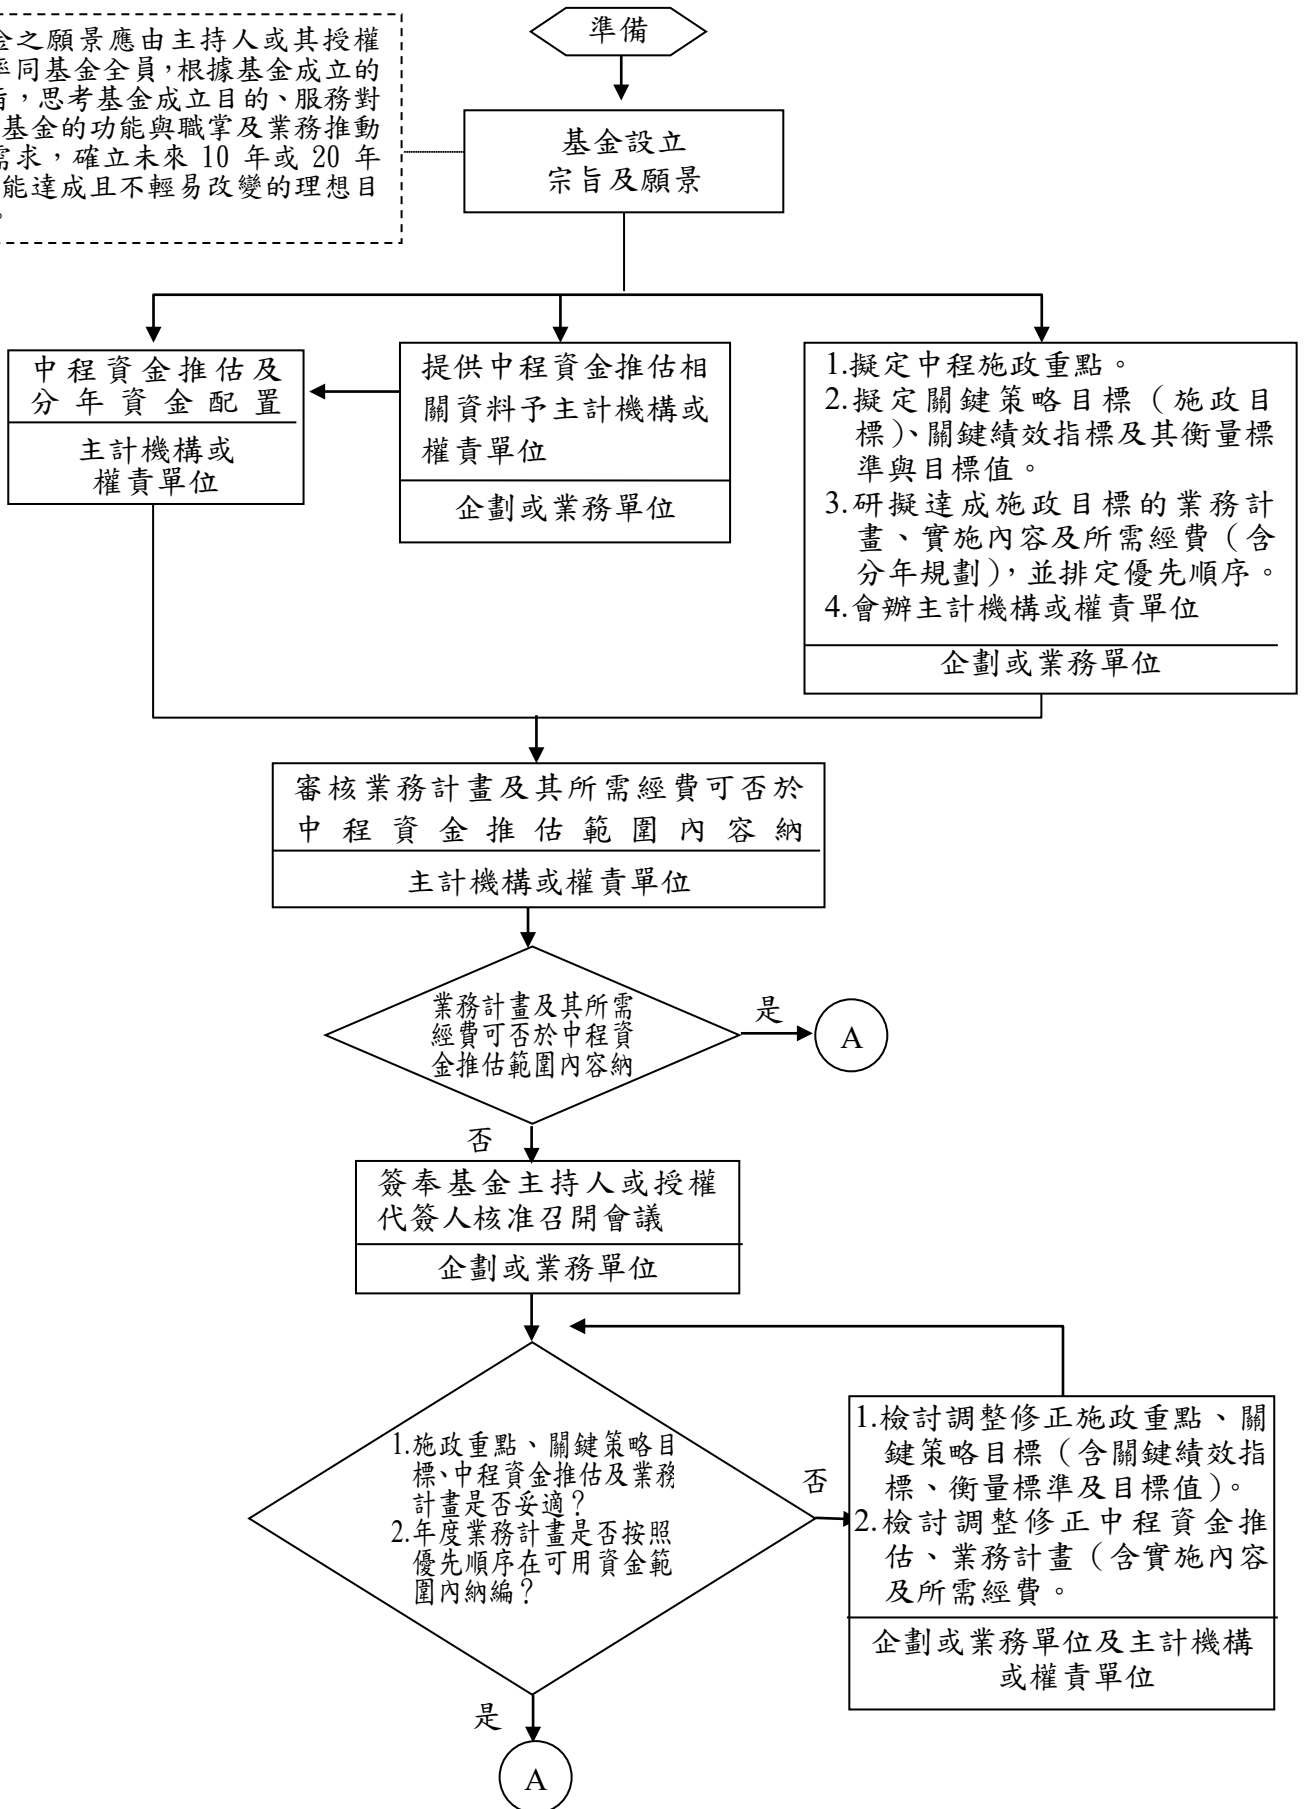 準備
金之願景應由主持人或其授權
率同基金全員，根據基金成立的
旨，思考基金成立目的、服務對
基金的功能與職掌及業務推動
需求，確立未來 10 年或 20 年
能達成且不輕易改變的理想目
。
基金設立
宗旨及願景
中程資金推估及
分年資金配置
主計機構或
權責單位
提供中程資金推估相
關資料予主計機構或
權責單位
企劃或業務單位
1.擬定中程施政重點。
2.擬定關鍵策略目標（施政目
標）、關鍵績效指標及其衡量標
準與目標值。
3.研擬達成施政目標的業務計
畫、實施內容及所需經費（含
分年規劃），並排定優先順序。
4.會辦主計機構或權責單位
企劃或業務單位
審核業務計畫及其所需經費可否於
中程資金推估範圍內容納
主計機構或權責單位
業務計畫及其所需
經費可否於中程資
金推估範圍內容納
是
A
否
簽奉基金主持人或授權
代簽人核准召開會議
企劃或業務單位
1.施政重點、關鍵策略目
標、中程資金推估及業務
計畫是否妥適？
2.年度業務計畫是否按照
優先順序在可用資金範
圍內納編？
否
1.檢討調整修正施政重點、關
鍵策略目標（含關鍵績效指
標、衡量標準及目標值）。
2.檢討調整修正中程資金推
估、業務計畫（含實施內容
及所需經費。
企劃或業務單位及主計機構
或權責單位
是
A